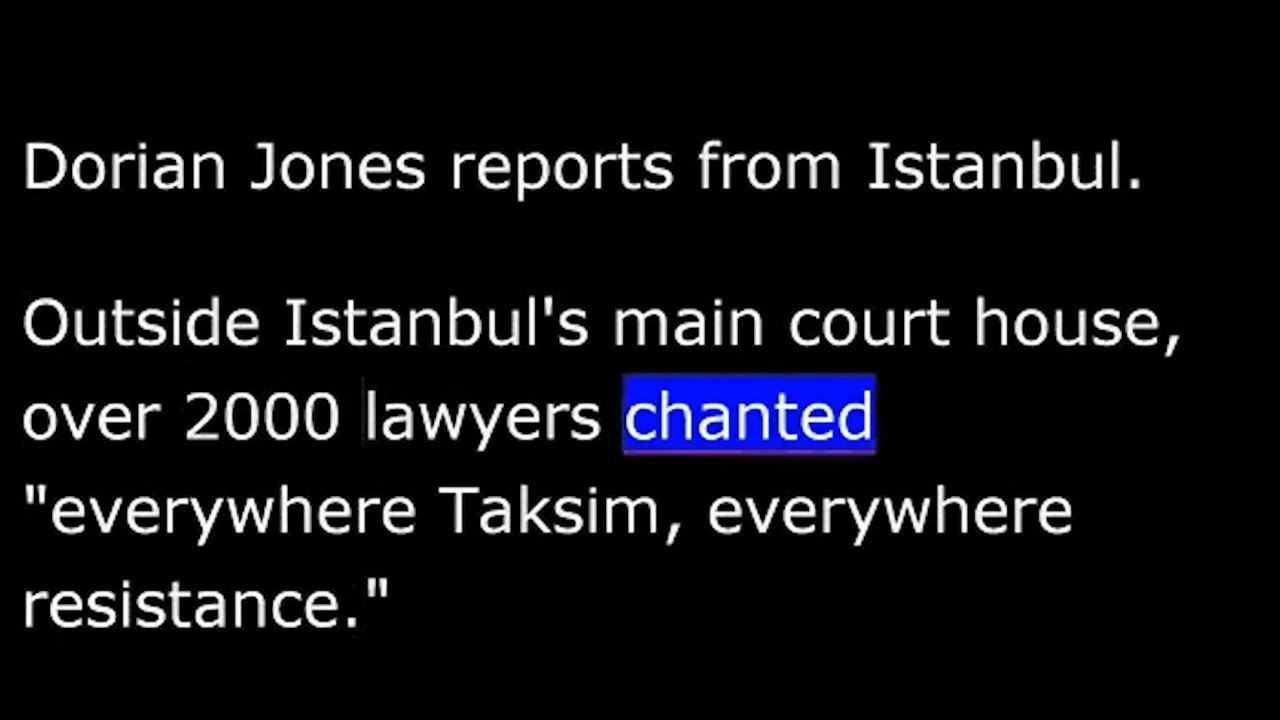 Dorian Jones reports from Istanbul.
Outside Istanbul's main court house,
over 2000 lawyers chanted
"everywhere Taksim, everywhere
resistance."